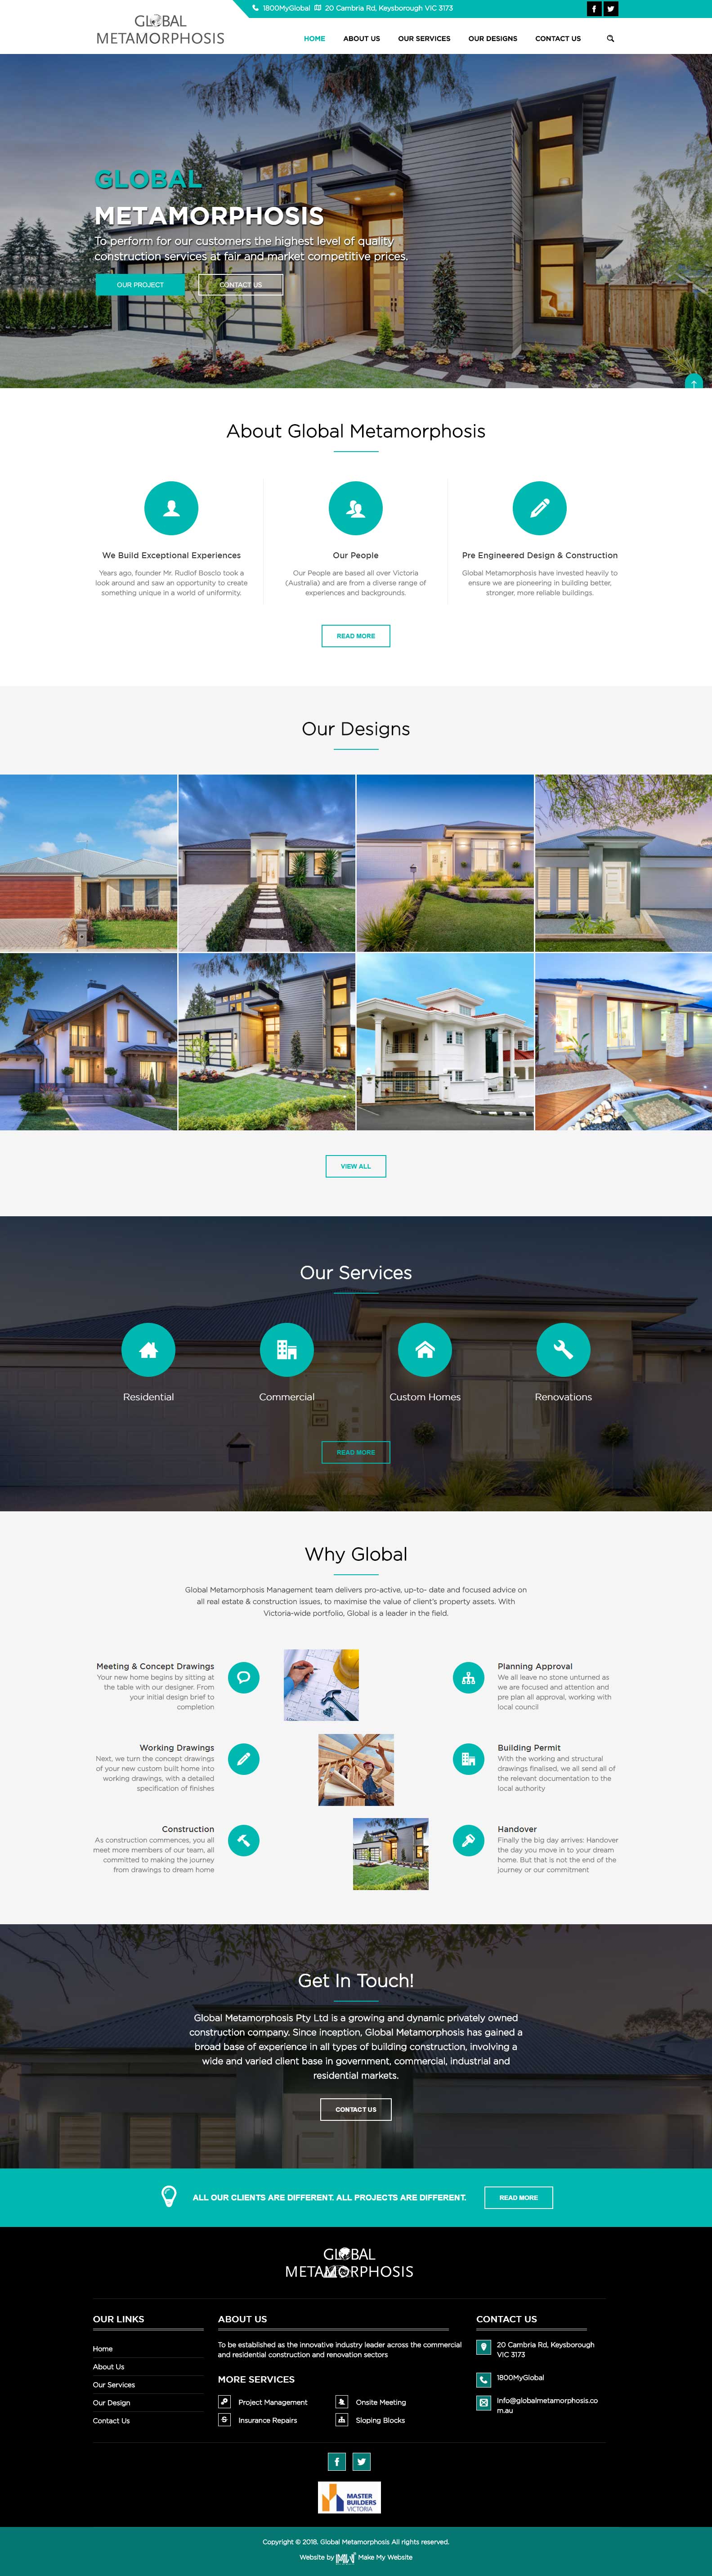 GLOBAL
METAMORPHOSIS
1800MyGlobal 20 Cambria Rd, Keysborough VIC 3173
HOME ABOUT US OUR SERVICES OUR DESIGNS CONTACT US
GLOBAL
METAMORPHOSIS
To perform for our customers the highest level of quality
construction services at fair and market competitive prices.
OUR PROJECT CONTACT US
About Global Metamorphosis
We Build Exceptional Experiences
Years ago, founder Mr. Rudlof Bosclo took a
look around and saw an opportunity to create
something unique in a world of uniformity.
Our People
Our People are based all over Victoria
(Australia) and are from a diverse range of
experiences and backgrounds.
Pre Engineered Design & Construction
Global Metamorphosis have invested heavily to
ensure we are pioneering in building better,
stronger, more reliable buildings.
READ MORE
Our Designs
VIEW ALL
Our Services
Residential
Commercial
Custom Homes
Renovations
READ MORE
Why Global
Global Metamorphosis Management team delivers pro-active, up-to- date and focused advice on
all real estate & construction issues, to maximise the value of client's property assets. With
Victoria-wide portfolio, Global is a leader in the field.
Meeting & Concept Drawings
Your new home begins by sitting at
the table with our designer. From
your initial design brief to
completion
Working Drawings
Next, we turn the concept drawings
of your new custom built home into
working drawings, with a detailed
specification of finishes
Construction
As construction commences, you all
meet more members of our team, all
committed to making the journey
from drawings to dream home
Planning Approval
We all leave no stone unturned as
we are focused and attention and
pre plan all approval, working with
local council
Building Permit
With the working and structural
drawings finalised, we all send all of
the relevant documentation to the
local authority
Handover
Finally the big day arrives: Handover
the day you move in to your dream
home. But that is not the end of the
journey or our commitment
Get In Touch!
Global Metamorphosis Pty Ltd is a growing and dynamic privately owned
construction company. Since inception, Global Metamorphosis has gained a
broad base of experience in all types of building construction, involving a
wide and varied client base in government, commercial, industrial and
residential markets.
CONTACT US
ALL OUR CLIENTS ARE DIFFERENT. ALL PROJECTS ARE DIFFERENT.
READ MORE
GLOBAL
METAMORPHOSIS
OUR LINKS
Home
About Us
Our Services
Our Design
Contact Us
ABOUT US
To be established as the innovative industry leader across the commercial
and residential construction and renovation sectors
MORE SERVICES
Project Management
Onsite Meeting
Insurance Repairs
Sloping Blocks
CONTACT US
20 Cambria Rd, Keysborough
VIC 3173
1800MyGlobal
Info@globalmetamorphosis.co
m.au
MASTER
BUILDERS
VICTORIA
Copyright © 2018. Global Metamorphosis All rights reserved.
Website by MMW Make My Website